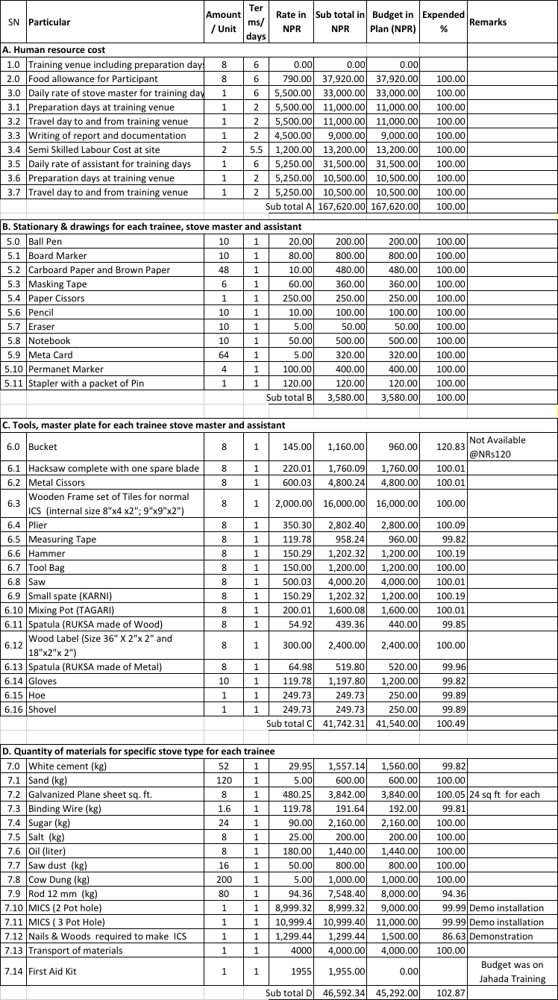 SN Particular Amount / Unit Ter ms/ days Rate in NPR Sub total in NPR Budget in Plan (NPR) Expended % Remarks
A. Human resource cost
1.0 Training venue including preparation days 8 6 0.00 0.00 0.00
2.0 Food allowance for Participant 8 6 790.00 37,920.00 37,920.00 100.00
3.0 Daily rate of stove master for training day 1 6 5,500.00 33,000.00 33,000.00 100.00
3.1 Preparation days at training venue 1 2 5,500.00 11,000.00 11,000.00 100.00
3.2 Travel day to and from training venue 1 2 5,500.00 11,000.00 11,000.00 100.00
3.3 Writing of report and documentation 1 2 4,500.00 9,000.00 9,000.00 100.00
3.4 Semi Skilled Labour Cost at site 2 5.5 1,200.00 13,200.00 13,200.00 100.00
3.5 Daily rate of assistant for training days 1 6 5,250.00 31,500.00 31,500.00 100.00
3.6 Preparation days at training venue 1 2 5,250.00 10,500.00 10,500.00 100.00
3.7 Travel day to and from training venue 1 2 5,250.00 10,500.00 10,500.00 100.00
Sub total A 167,620.00 167,620.00 100.00
B. Stationary & drawings for each trainee, stove master and assistant
5.0 Ball Pen 10 1 20.00 200.00 200.00 100.00
5.1 Board Marker 10 1 80.00 800.00 800.00 100.00
5.2 Carboard Paper and Brown Paper 48 1 10.00 480.00 480.00 100.00
5.3 Masking Tape 6 1 60.00 360.00 360.00 100.00
5.4 Paper Cissors 1 1 250.00 250.00 250.00 100.00
5.6 Pencil 10 1 10.00 100.00 100.00 100.00
5.7 Eraser 10 1 5.00 50.00 50.00 100.00
5.8 Notebook 10 1 50.00 500.00 500.00 100.00
5.9 Meta Card 64 1 5.00 320.00 320.00 100.00
5.10 Permanet Marker 4 1 100.00 400.00 400.00 100.00
5.11 Stapler with a packet of Pin 1 1 120.00 120.00 120.00 100.00
Sub total B 3,580.00 3,580.00 100.00
C. Tools, master plate for each trainee stove master and assistant
6.0 Bucket 8 1 145.00 1,160.00 960.00 120.83 Not Available
@NRs120
6.1 Hacksaw complete with one spare blade 8 1 220.01 1,760.09 1,760.00 100.01
6.2 Metal Cissors 8 1 600.03 4,800.24 4,800.00 100.01
6.3 Wooden Frame set of Tiles for normal
ICS (internal size 8"x4 x2"; 9"x9"x2") 8 1 2,000.00 16,000.00 16,000.00 100.00
6.4 Plier 8 1 350.30 2,802.40 2,800.00 100.09
6.5 Measuring Tape 8 1 119.78 958.24 960.00 99.82
6.6 Hammer 8 1 150.29 1,202.32 1,200.00 100.19
6.7 Tool Bag 8 1 150.00 1,200.00 1,200.00 100.00
6.8 Saw 8 1 500.03 4,000.20 4,000.00 100.01
6.9 Small spate (KARNI) 8 1 150.29 1,202.32 1,200.00 100.19
6.10 Mixing Pot (TAGARI) 8 1 200.01 1,600.08 1,600.00 100.01
6.11 Spatula (RUKSA made of Wood) 8 1 54.92 439.36 440.00 99.85
6.12 Wood Label (Size 36" X 2"x 2" and
18"x2"x 2") 8 1 300.00 2,400.00 2,400.00 100.00
6.13 Spatula (RUKSA made of Metal) 8 1 64.98 519.80 520.00 99.96
6.14 Gloves 10 1 119.78 1,197.80 1,200.00 99.82
6.15 Hoe 1 1 249.73 249.73 250.00 99.89
6.16 Shovel 1 1 249.73 249.73 250.00 99.89
Sub total C 41,742.31 41,540.00 100.49
D. Quantity of materials for specific stove type for each trainee
7.0 White cement (kg) 52 1 29.95 1,557.14 1,560.00 99.82
7.1 Sand (kg) 120 1 5.00 600.00 600.00 100.00
7.2 Galvanized Plane sheet sq. ft. 8 1 480.25 3,842.00 3,840.00 100.05 24 sq ft for each
7.3 Binding Wire (kg) 1.6 1 119.78 191.64 192.00 99.81
7.4 Sugar (kg) 24 1 90.00 2,160.00 2,160.00 100.00
7.5 Salt (kg) 8 1 25.00 200.00 200.00 100.00
7.6 Oil (liter) 8 1 180.00 1,440.00 1,440.00 100.00
7.7 Saw dust (kg) 16 1 50.00 800.00 800.00 100.00
7.8 Cow Dung (kg) 200 1 5.00 1,000.00 1,000.00 100.00
7.9 Rod 12 mm (kg) 80 1 94.36 7,548.40 8,000.00 94.36
7.10 MICS (2 Pot hole) 1 1 8,999.32 8,999.32 9,000.00 99.99 Demo installation
7.11 MICS ( 3 Pot Hole) 1 1 10,999.4 10,999.40 11,000.00 99.99 Demo installation
7.12 Nails & Woods required to make ICS 1 1 1,299.44 1,299.44 1,500.00 86.63 Demonstration
7.13 Transport of materials 1 1 4000 4,000.00 4,000.00 100.00
7.14 First Aid Kit 1 1 1955 1,955.00 0.00 Budget was on
Jahada Training
Sub total D 46,592.34 45,292.00 102.87